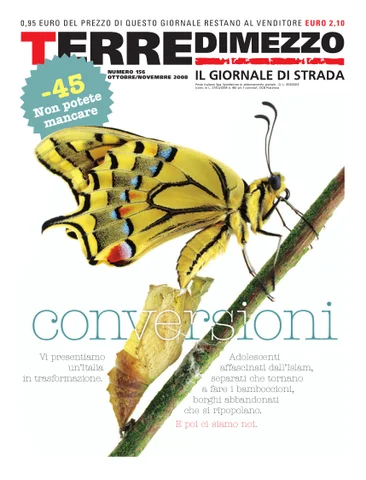 0,95 EURO DEL PREZZO DI QUESTO GIORNALE RESTANO AL VENDITORE EURO 2,10
TERRE DIMEZZO
NUMERO 156
OTTOBRE/NOVEMBRE 2008
IL GIORNALE DI STRADA
-45
Non potete
mancare
conversioni
Vi presentiamo
un'Italia
in trasformazione.
Adolescenti
affascinati dall'Islam,
separati che tornano
a fare i bamboccioni,
borghi abbandonati
che si ripopolano.
E poi ci siamo noi.